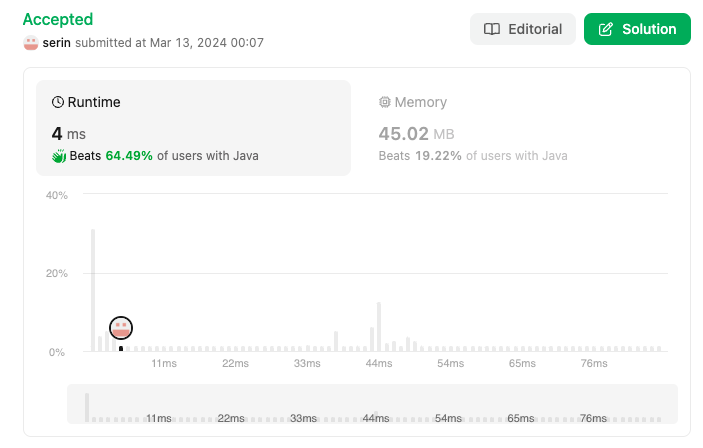 Accepted
serin submitted at Mar 13, 2024 00:07
Editorial
Solution
Runtime
4 ms
Beats 64.49% of users with Java
Memory
45.02 MB
Beats 19.22% of users with Java
40%
20%
0%
11ms 22ms 33ms 44ms 54ms 65ms 76ms
11ms 22ms 33ms 44ms 54ms 65ms 76ms